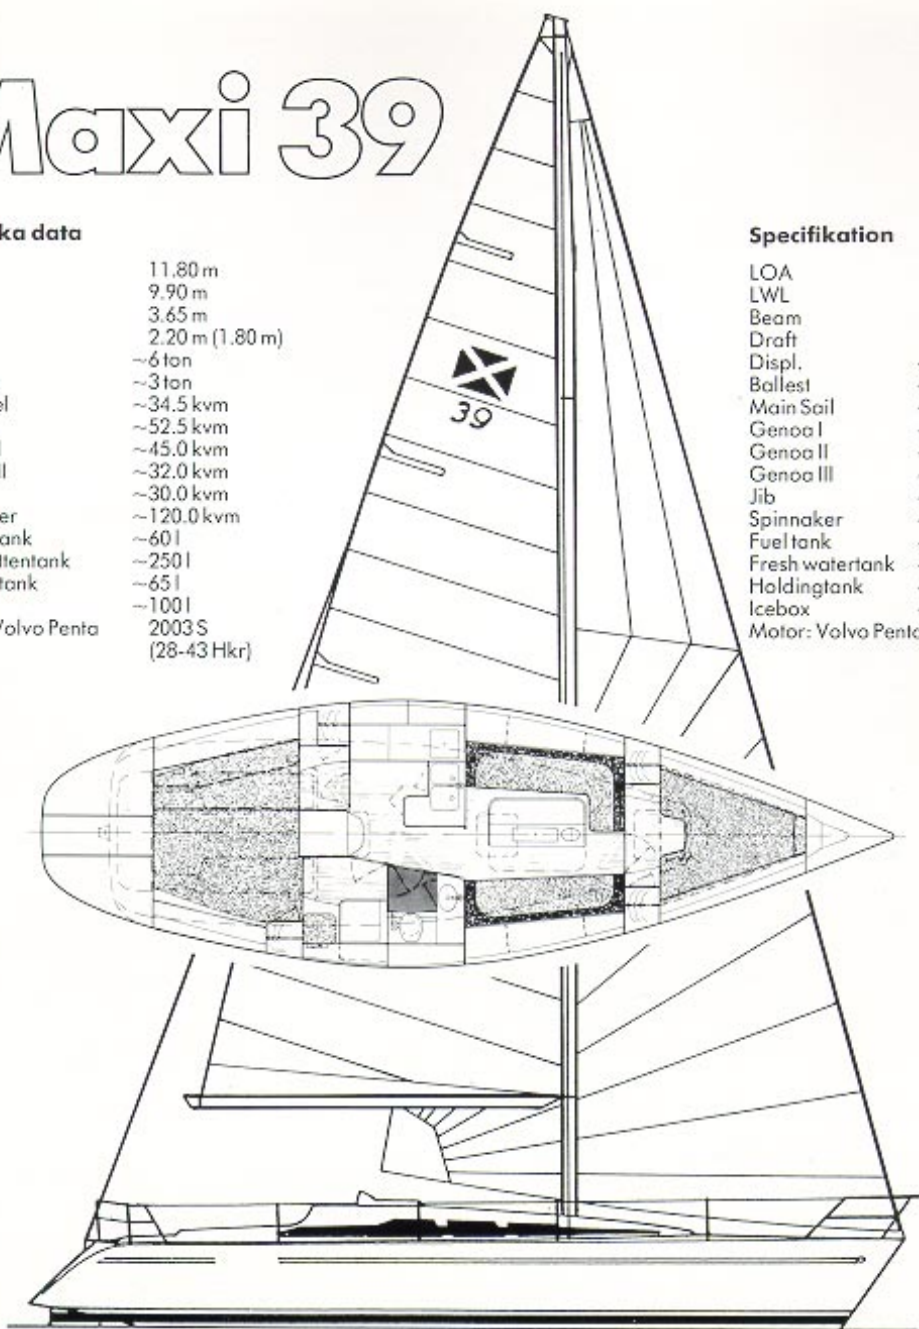 Maxi 39
ka data
11.80 m
9.90 m
3.65 m
2.20 m (1.80 m)
~6 ton
~3 ton
el ~34.5 kvm
~52.5 kvm
I ~45.0 kvm
II ~32.0 kvm
~30.0 kvm
er ~120.0 kvm
ank ~60 l
ttentank ~250 l
tank ~65 l
~100 l
Volvo Penta 2003 S
(28-43 Hkr)
Specifikation
LOA
LWL
Beam
Draft
Displ.
Ballest
Main Sail
Genoa I
Genoa II
Genoa III
Jib
Spinnaker
Fuel tank
Fresh watertank
Holdingtank
Icebox
Motor: Volvo Penta
39